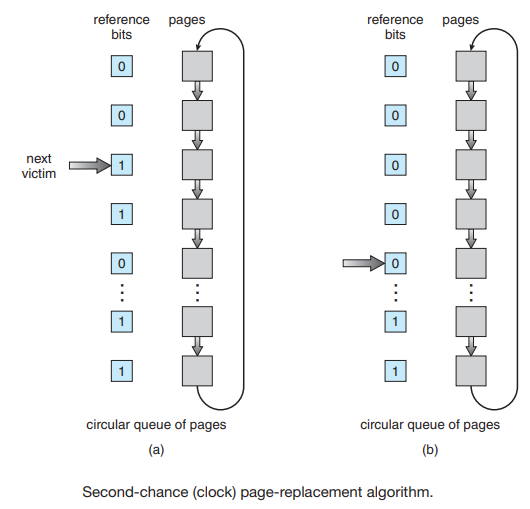 reference pages
bits
0
0
next
victim
1
1
0
1
1
circular queue of pages
(a)
reference pages
bits
0
0
0
0
0
1
1
circular queue of pages
(b)
Second-chance (clock) page-replacement algorithm.